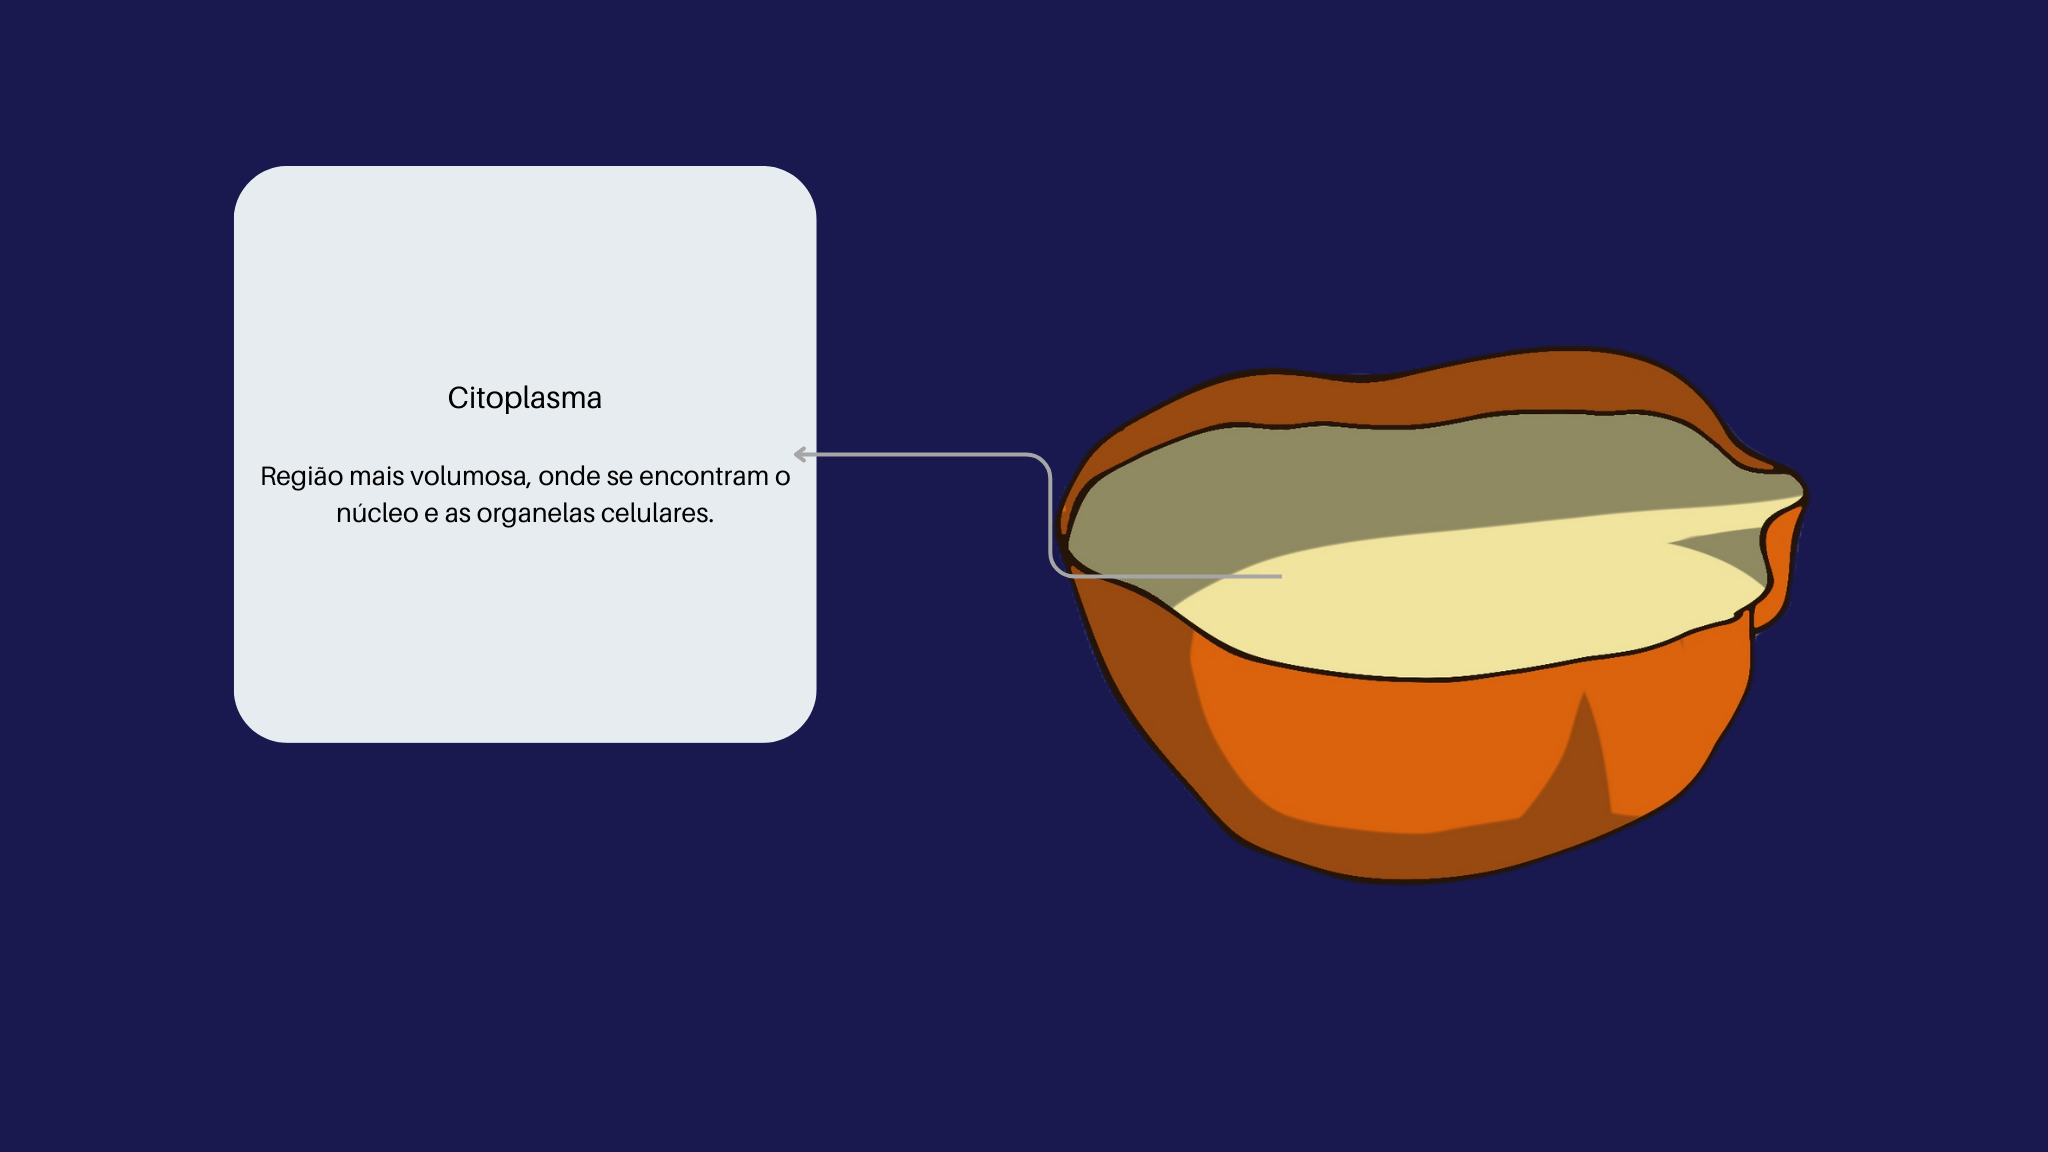 Citoplasma
Região mais volumosa, onde se encontram o
núcleo e as organelas celulares.